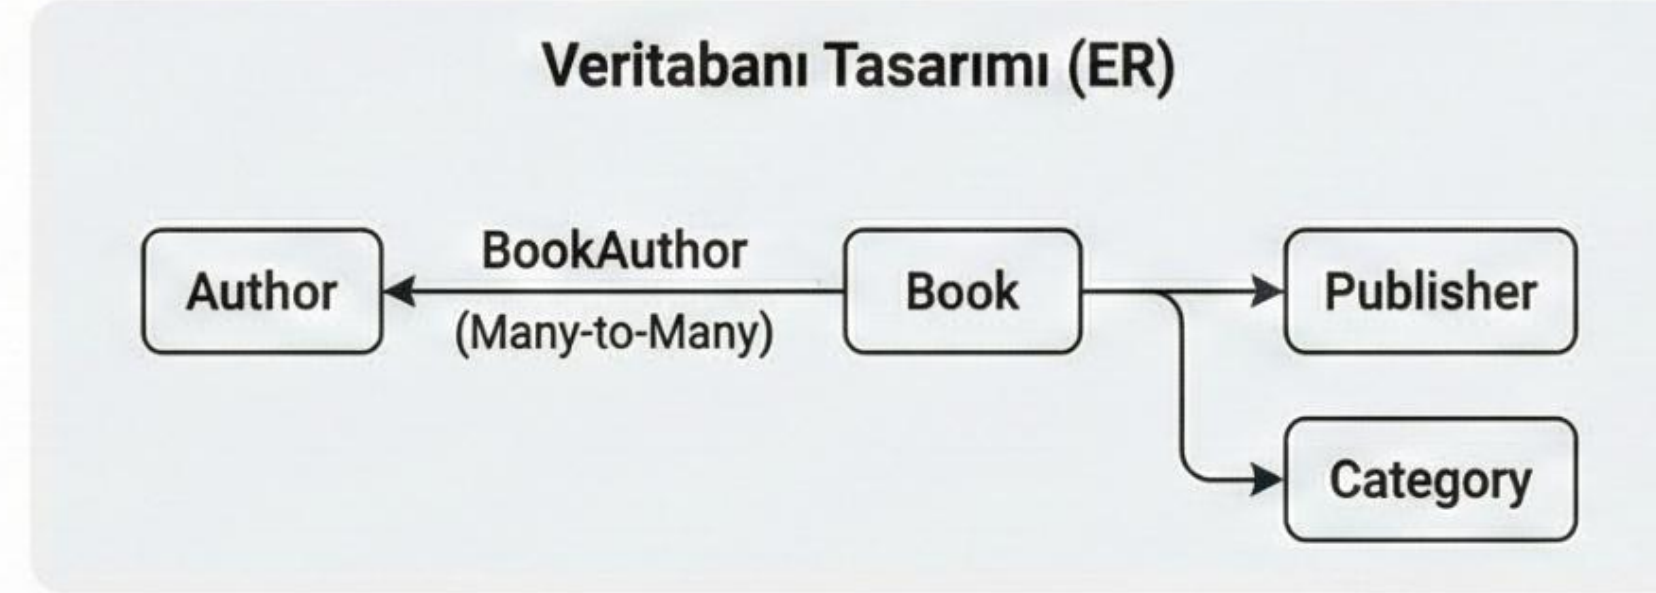 Veritabanı Tasarımı (ER)
Author
BookAuthor
(Many-to-Many)
Book
Publisher
Category